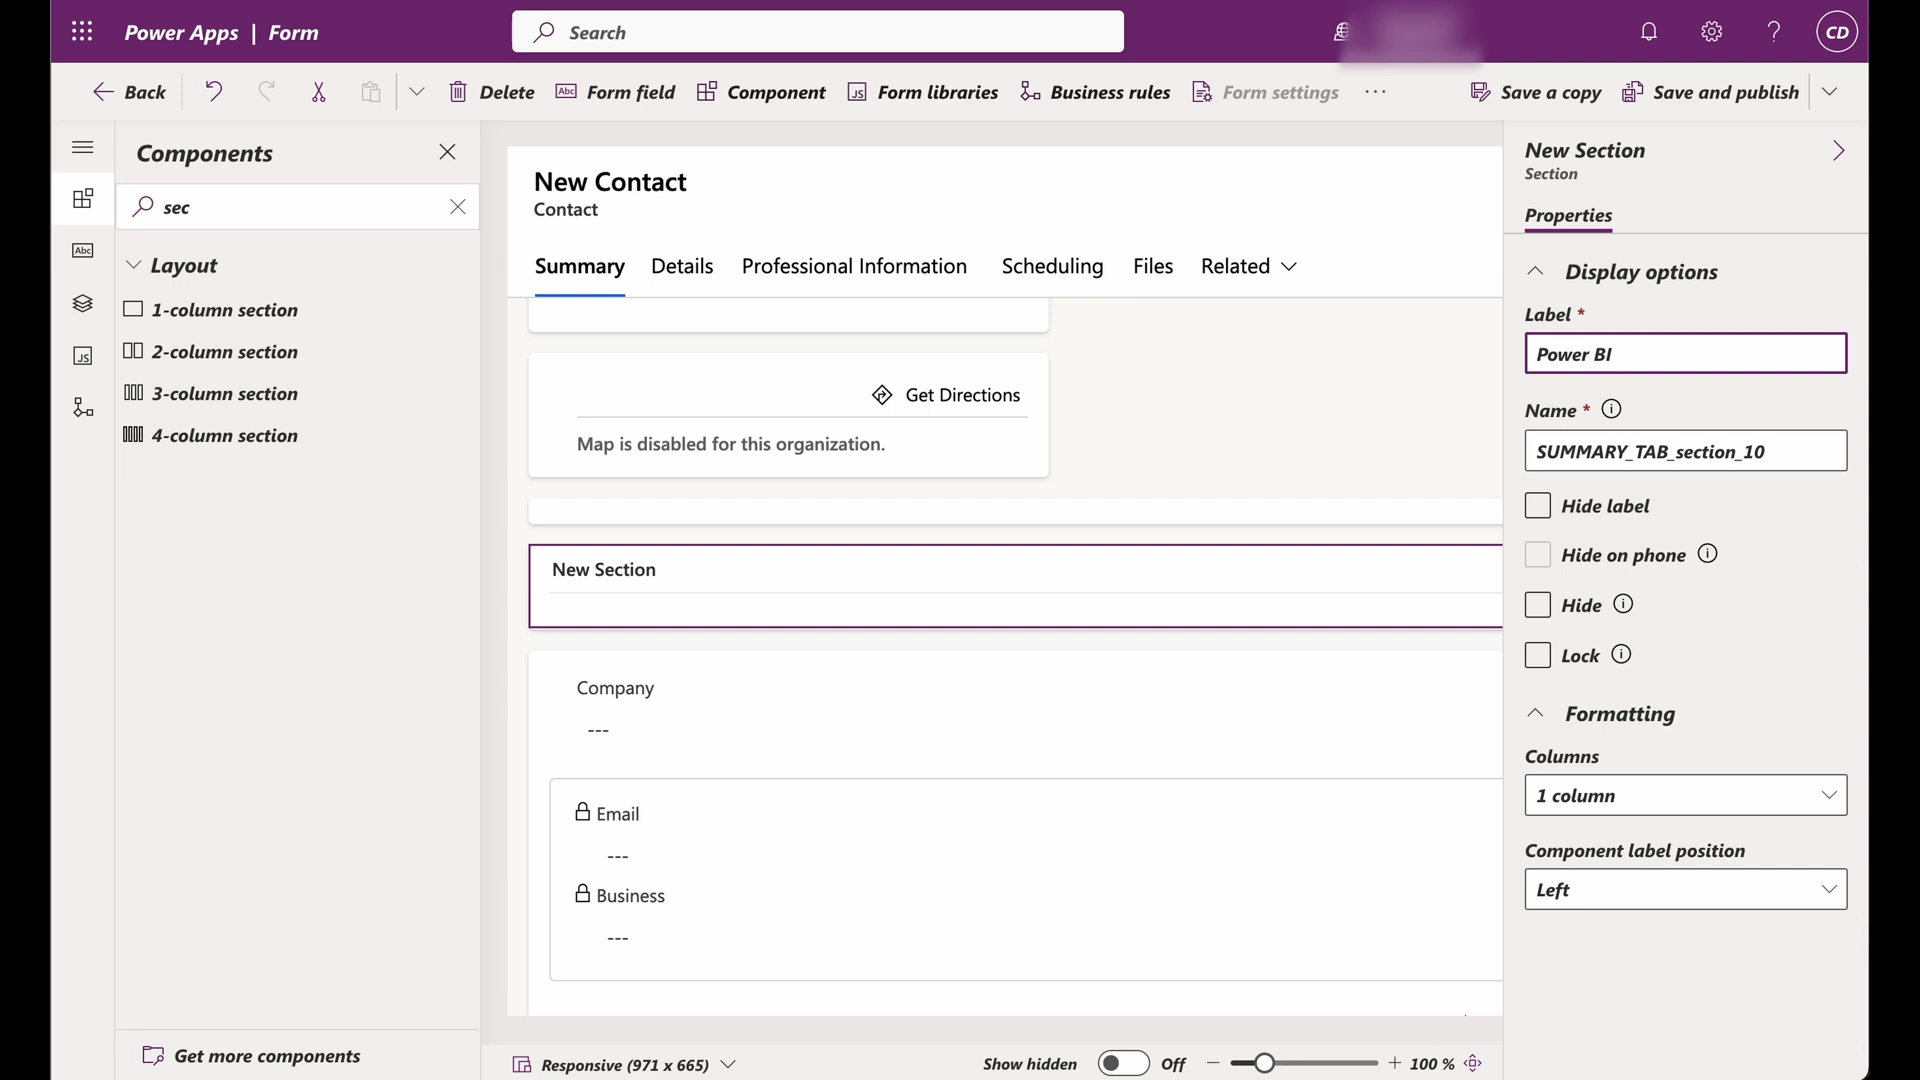 Power Apps | Form
Search
CD
Back
Delete
Abc Form field
Component
JS Form libraries
Business rules
Form settings
...
Save a copy
Save and publish
Components
sec
Abc
JS
Layout
1-column section
2-column section
3-column section
4-column section
Get more components
New Contact
Contact
Summary
Details
Professional Information
Scheduling
Files
Related
Get Directions
Map is disabled for this organization.
New Section
Company
---
Email
---
Business
---
Responsive (971 x 665)
Show hidden
Off
100 %
New Section
Section
Properties
Display options
Label *
Power BI
Name *
SUMMARY_TAB_section_10
Hide label
Hide on phone
Hide
Lock
Formatting
Columns
1 column
Component label position
Left